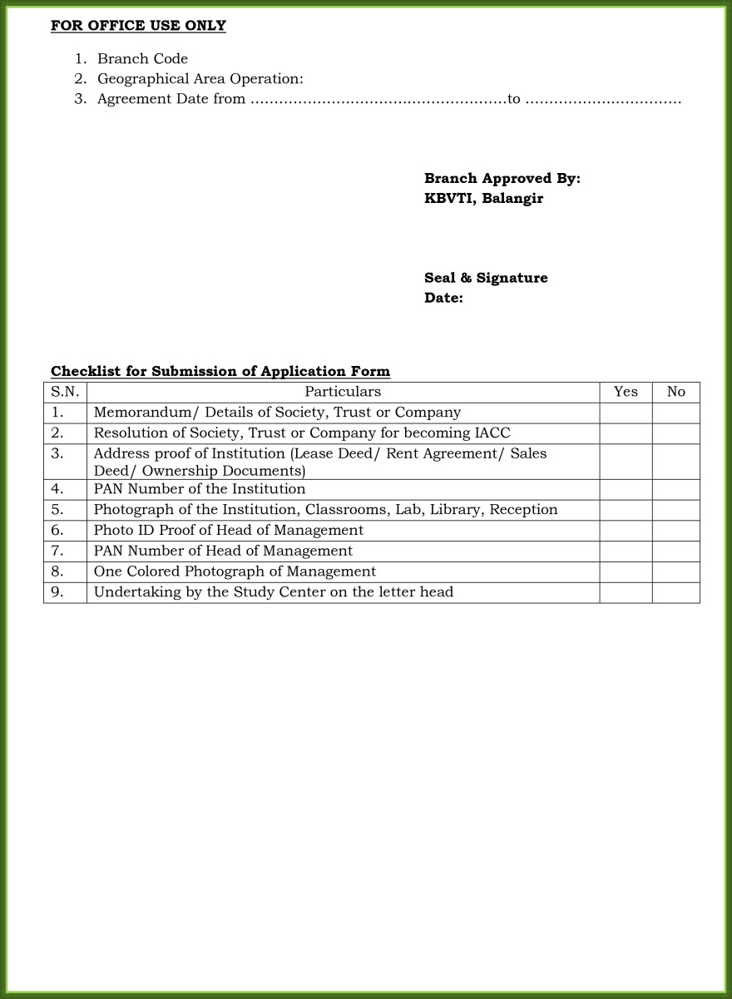 FOR OFFICE USE ONLY
1. Branch Code
2. Geographical Area Operation:
3. Agreement Date from ……………………………………………….to ……………………………
Branch Approved By:
KBVTI, Balangir
Seal & Signature
Date:
Checklist for Submission of Application Form
S.N. Particulars Yes No
1. Memorandum/ Details of Society, Trust or Company
2. Resolution of Society, Trust or Company for becoming IACC
3. Address proof of Institution (Lease Deed/ Rent Agreement/ Sales
Deed/ Ownership Documents)
4. PAN Number of the Institution
5. Photograph of the Institution, Classrooms, Lab, Library, Reception
6. Photo ID Proof of Head of Management
7. PAN Number of Head of Management
8. One Colored Photograph of Management
9. Undertaking by the Study Center on the letter head